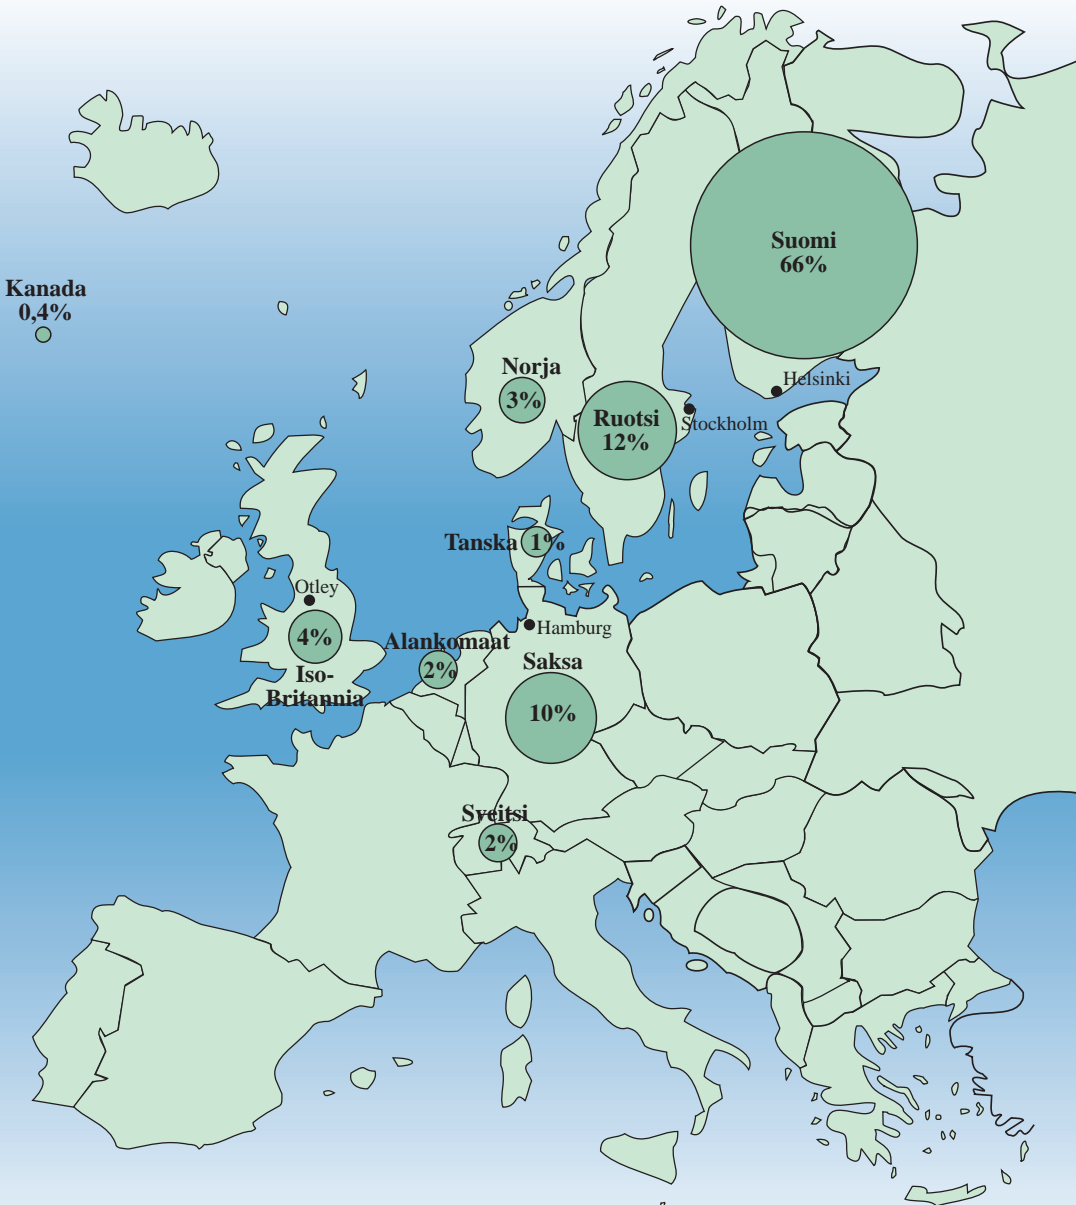 Suomi
66%
Kanada
0,4%
Norja
3%
Helsinki
Ruotsi
12%
Stockholm
Tanska 1%
Otley
Hamburg
4%
Iso-
Britannia
Alankomaat
2%
Saksa
10%
Sveitsi
2%